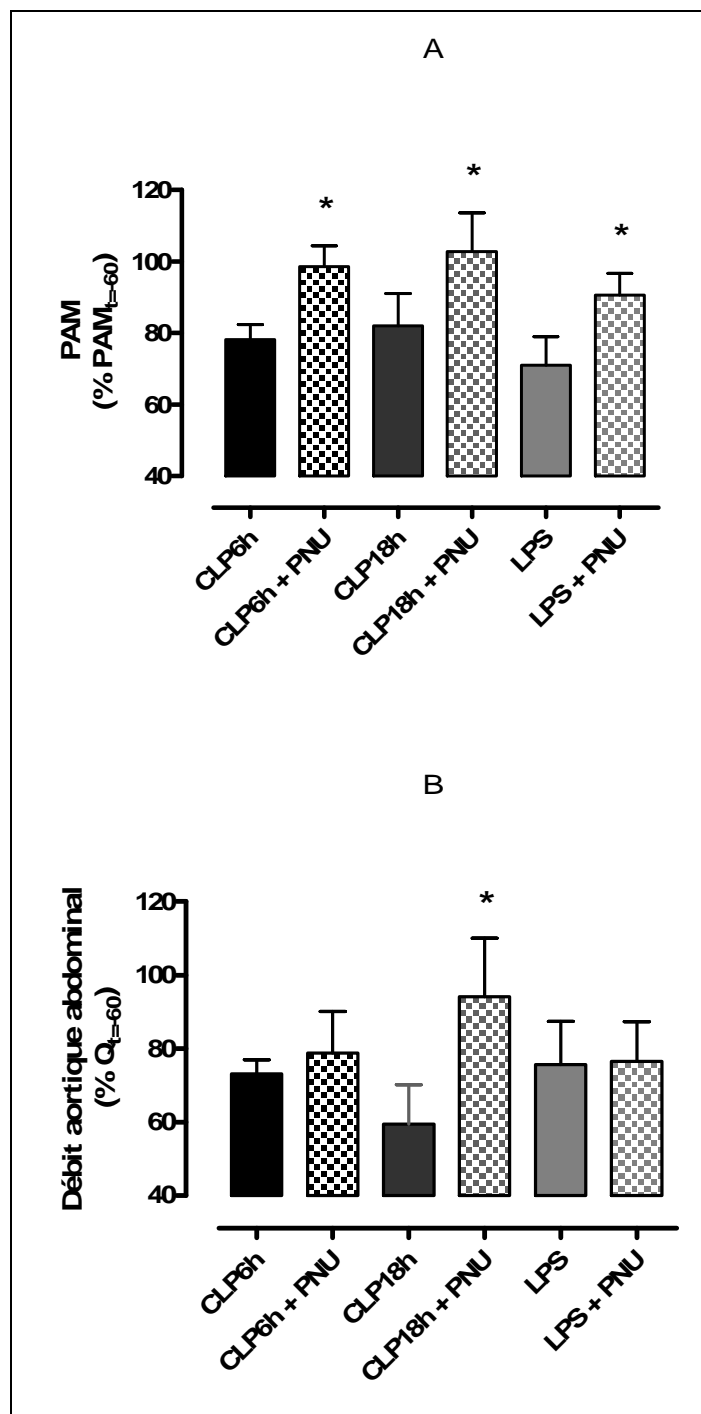 A
PAM
(% PAMt=-60)
120
100
80
60
40
*
*
*
CLP6h
CLP6h + PNU
CLP18h
CLP18h + PNU
LPS
LPS + PNU
B
Débit aortique abdominal
(% Qt=-60)
120
100
80
60
40
*
CLP6h
CLP6h + PNU
CLP18h
CLP18h + PNU
LPS
LPS + PNU